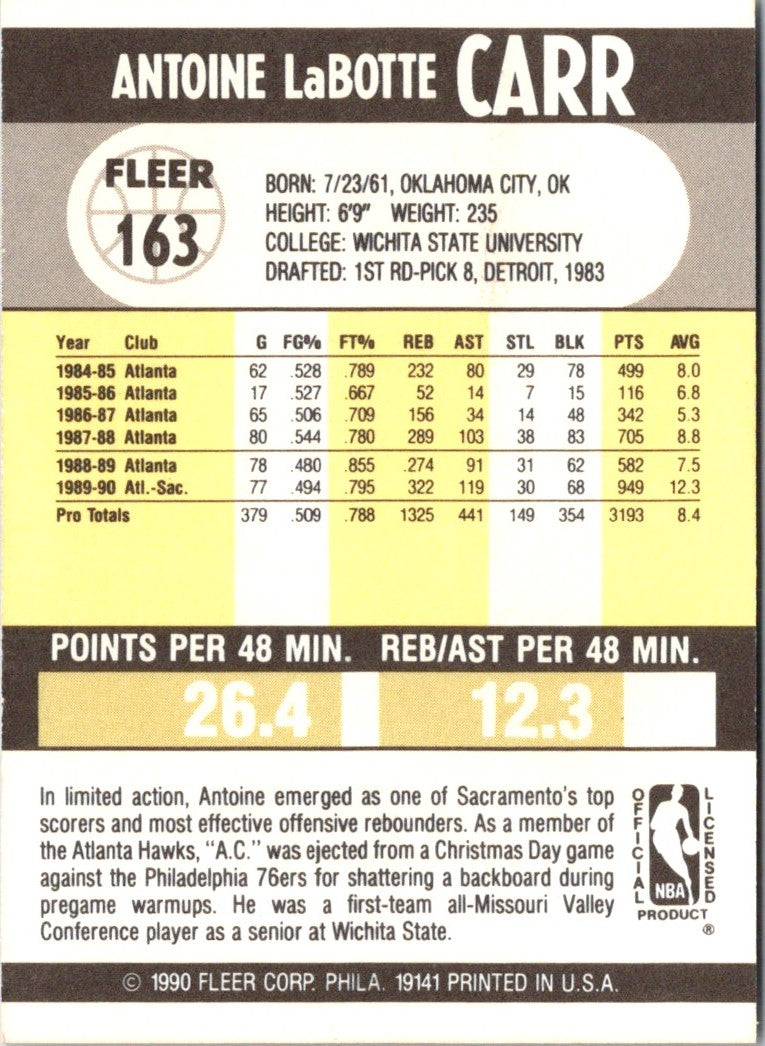 ANTOINE LaBOTTE CARR
FLEER
163
BORN: 7/23/61, OKLAHOMA CITY, OK
HEIGHT: 6'9" WEIGHT: 235
COLLEGE: WICHITA STATE UNIVERSITY
DRAFTED: 1ST RD-PICK 8, DETROIT, 1983
Year Club G FG% FT% REB AST STL BLK PTS AVG
1984-85 Atlanta 62 .528 .789 232 80 29 78 499 8.0
1985-86 Atlanta 17 .527 .667 52 14 7 15 116 6.8
1986-87 Atlanta 65 .506 .709 156 34 14 48 342 5.3
1987-88 Atlanta 80 .544 .780 289 103 38 83 705 8.8
1988-89 Atlanta 78 .480 .855 .274 91 31 62 582 7.5
1989-90 Atl.-Sac. 77 .494 .795 322 119 30 68 949 12.3
Pro Totals 379 .509 .788 1325 441 149 354 3193 8.4
POINTS PER 48 MIN. REB/AST PER 48 MIN.
26.4 12.3
In limited action, Antoine emerged as one of Sacramento's top
scorers and most effective offensive rebounders. As a member of
the Atlanta Hawks, "A.C." was ejected from a Christmas Day game
against the Philadelphia 76ers for shattering a backboard during
pregame warmups. He was a first-team all-Missouri Valley
Conference player as a senior at Wichita State.
OFFICIAL
LICENSED
NBA
PRODUCT
®
© 1990 FLEER CORP. PHILA. 19141 PRINTED IN U.S.A.